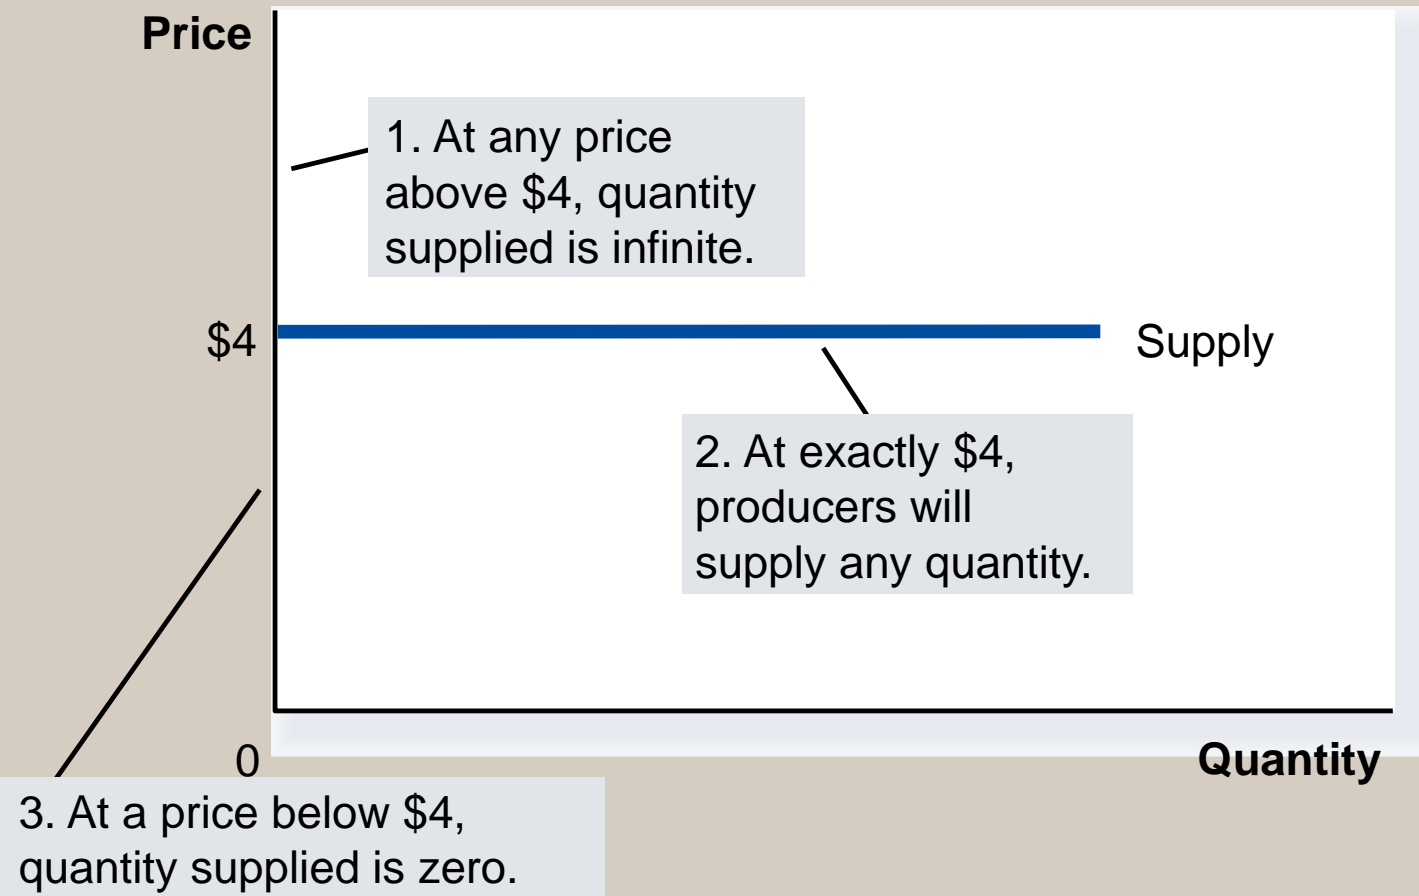 Price
1. At any price
above $4, quantity
supplied is infinite.
$4
Supply
2. At exactly $4,
producers will
supply any quantity.
0
Quantity
3. At a price below $4,
quantity supplied is zero.